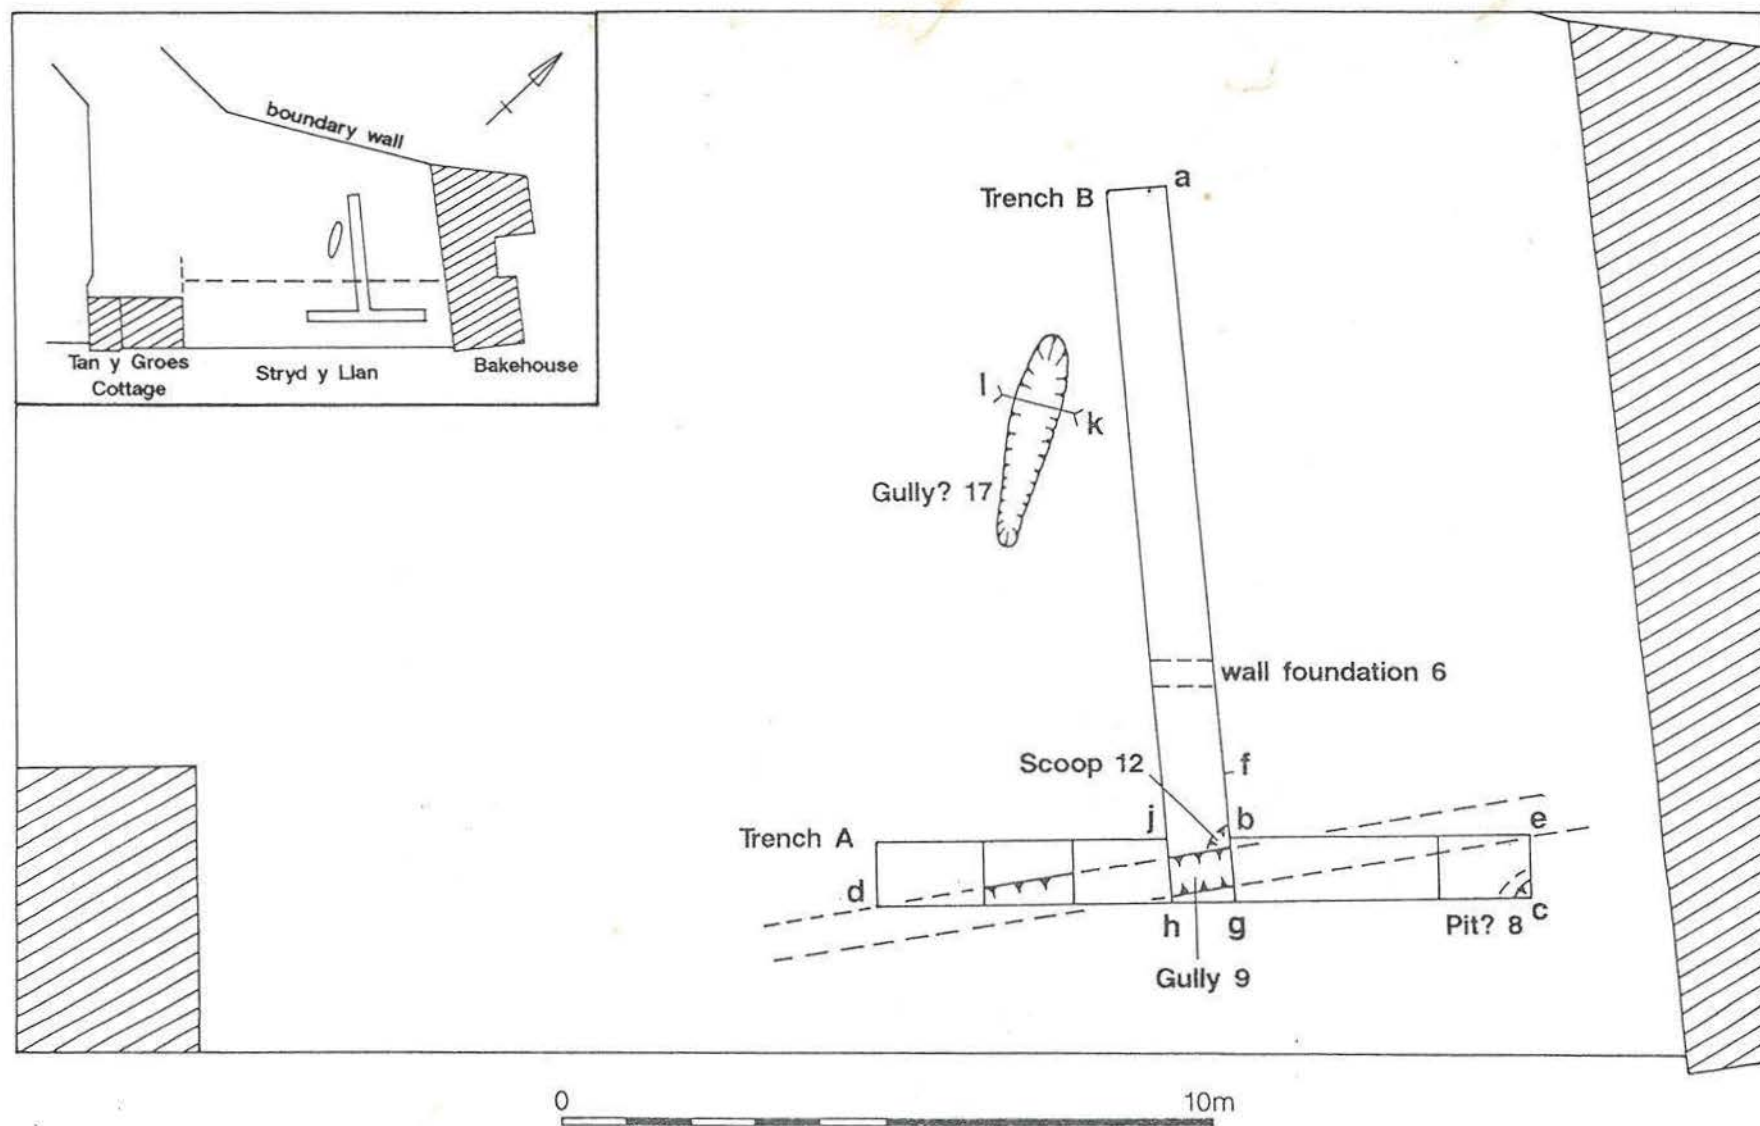 boundary wall
Tan y Groes
Cottage
Stryd y Llan
Bakehouse
Trench B
a
l
k
Gully? 17
wall foundation 6
Scoop 12
f
j
b
e
Trench A
d
h
g
Pit? 8
c
Gully 9
0
10m